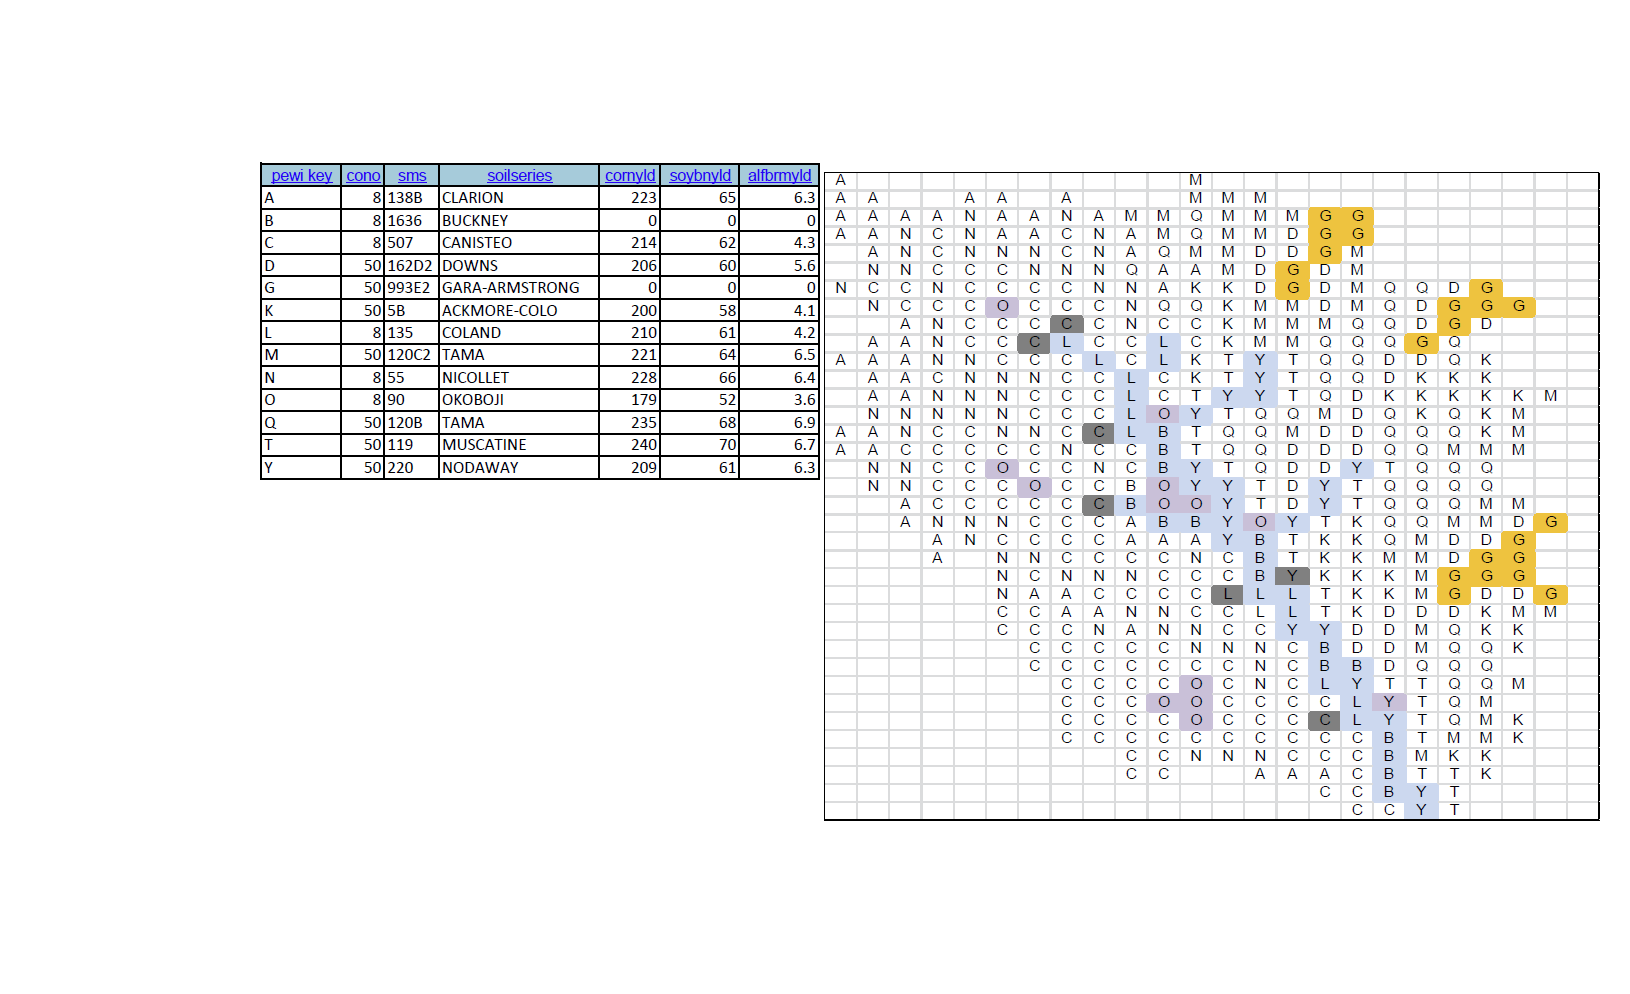 pewi key cono sms soilseries cornyld soybnyld alfbrmyld
A 8 138B CLARION 223 65 6.3
B 8 1636 BUCKNEY 0 0 0
C 8 507 CANISTEO 214 62 4.3
D 50 162D2 DOWNS 206 60 5.6
G 50 993E2 GARA-ARMSTRONG 0 0 0
K 50 5B ACKMORE-COLO 200 58 4.1
L 8 135 COLAND 210 61 4.2
M 50 120C2 TAMA 221 64 6.5
N 8 55 NICOLLET 228 66 6.4
O 8 90 OKOBOJI 179 52 3.6
Q 50 120B TAMA 235 68 6.9
T 50 119 MUSCATINE 240 70 6.7
Y 50 220 NODAWAY 209 61 6.3
A M
A A A A A M M M
A A A A N A A N A M M Q M M M G G
A A N C N A A C N A M Q M M D G G
A N C N N N C N A Q M M D D G M
N N C C C N N N Q A A M D G D M
N C C N C C C C N N A K K D G D M Q Q D G
N C C C O C C C N Q Q K M M D M Q D G G G
A N C C C C C N C C K M M M Q Q D G D
A A N C C C L C C L C K M M Q Q Q G Q
A A A N N C C C L C L K T Y T Q Q D D Q K
A A C N N N C C L C K T Y T Q Q D K K K
A A N N N C C C L C T Y Y T Q D K K K K K M
N N N N N C C C L O Y T Q Q M D Q K Q K M
A A N C C N N C C L B T Q Q M D D Q Q Q K M
A A C C C C C N C C B T Q Q D D D Q Q M M M
N N C C O C C N C B Y T Q D D Y T Q Q Q
N N C C C O C C B O Y Y T D Y T Q Q Q Q
A C C C C C C B O O Y T D Y T Q Q Q M M
A N N N C C C A B B Y O Y T K Q Q M M D G
A N C C C C A A A Y B T K K Q M D D G
A N N C C C C N C B T K K M M D G G
N C N N N C C C B Y K K K M G G G
N A A C C C C L L L T K K M G D D G
C C A A N N C C L L T K D D D K M M
C C C N A N N C C Y Y D D M Q K K
C C C C C N N N C B D D M Q Q K
C C C C C C C N C B B D Q Q Q
C C C C O C N C L Y T T Q Q M
C C C O O C C C C L Y T Q M
C C C C O C C C C L Y T Q M K
C C C C C C C C C C B T M M K
C C N N N C C C B M K K
C C A A A C B T T K
C C B Y T
C C Y T